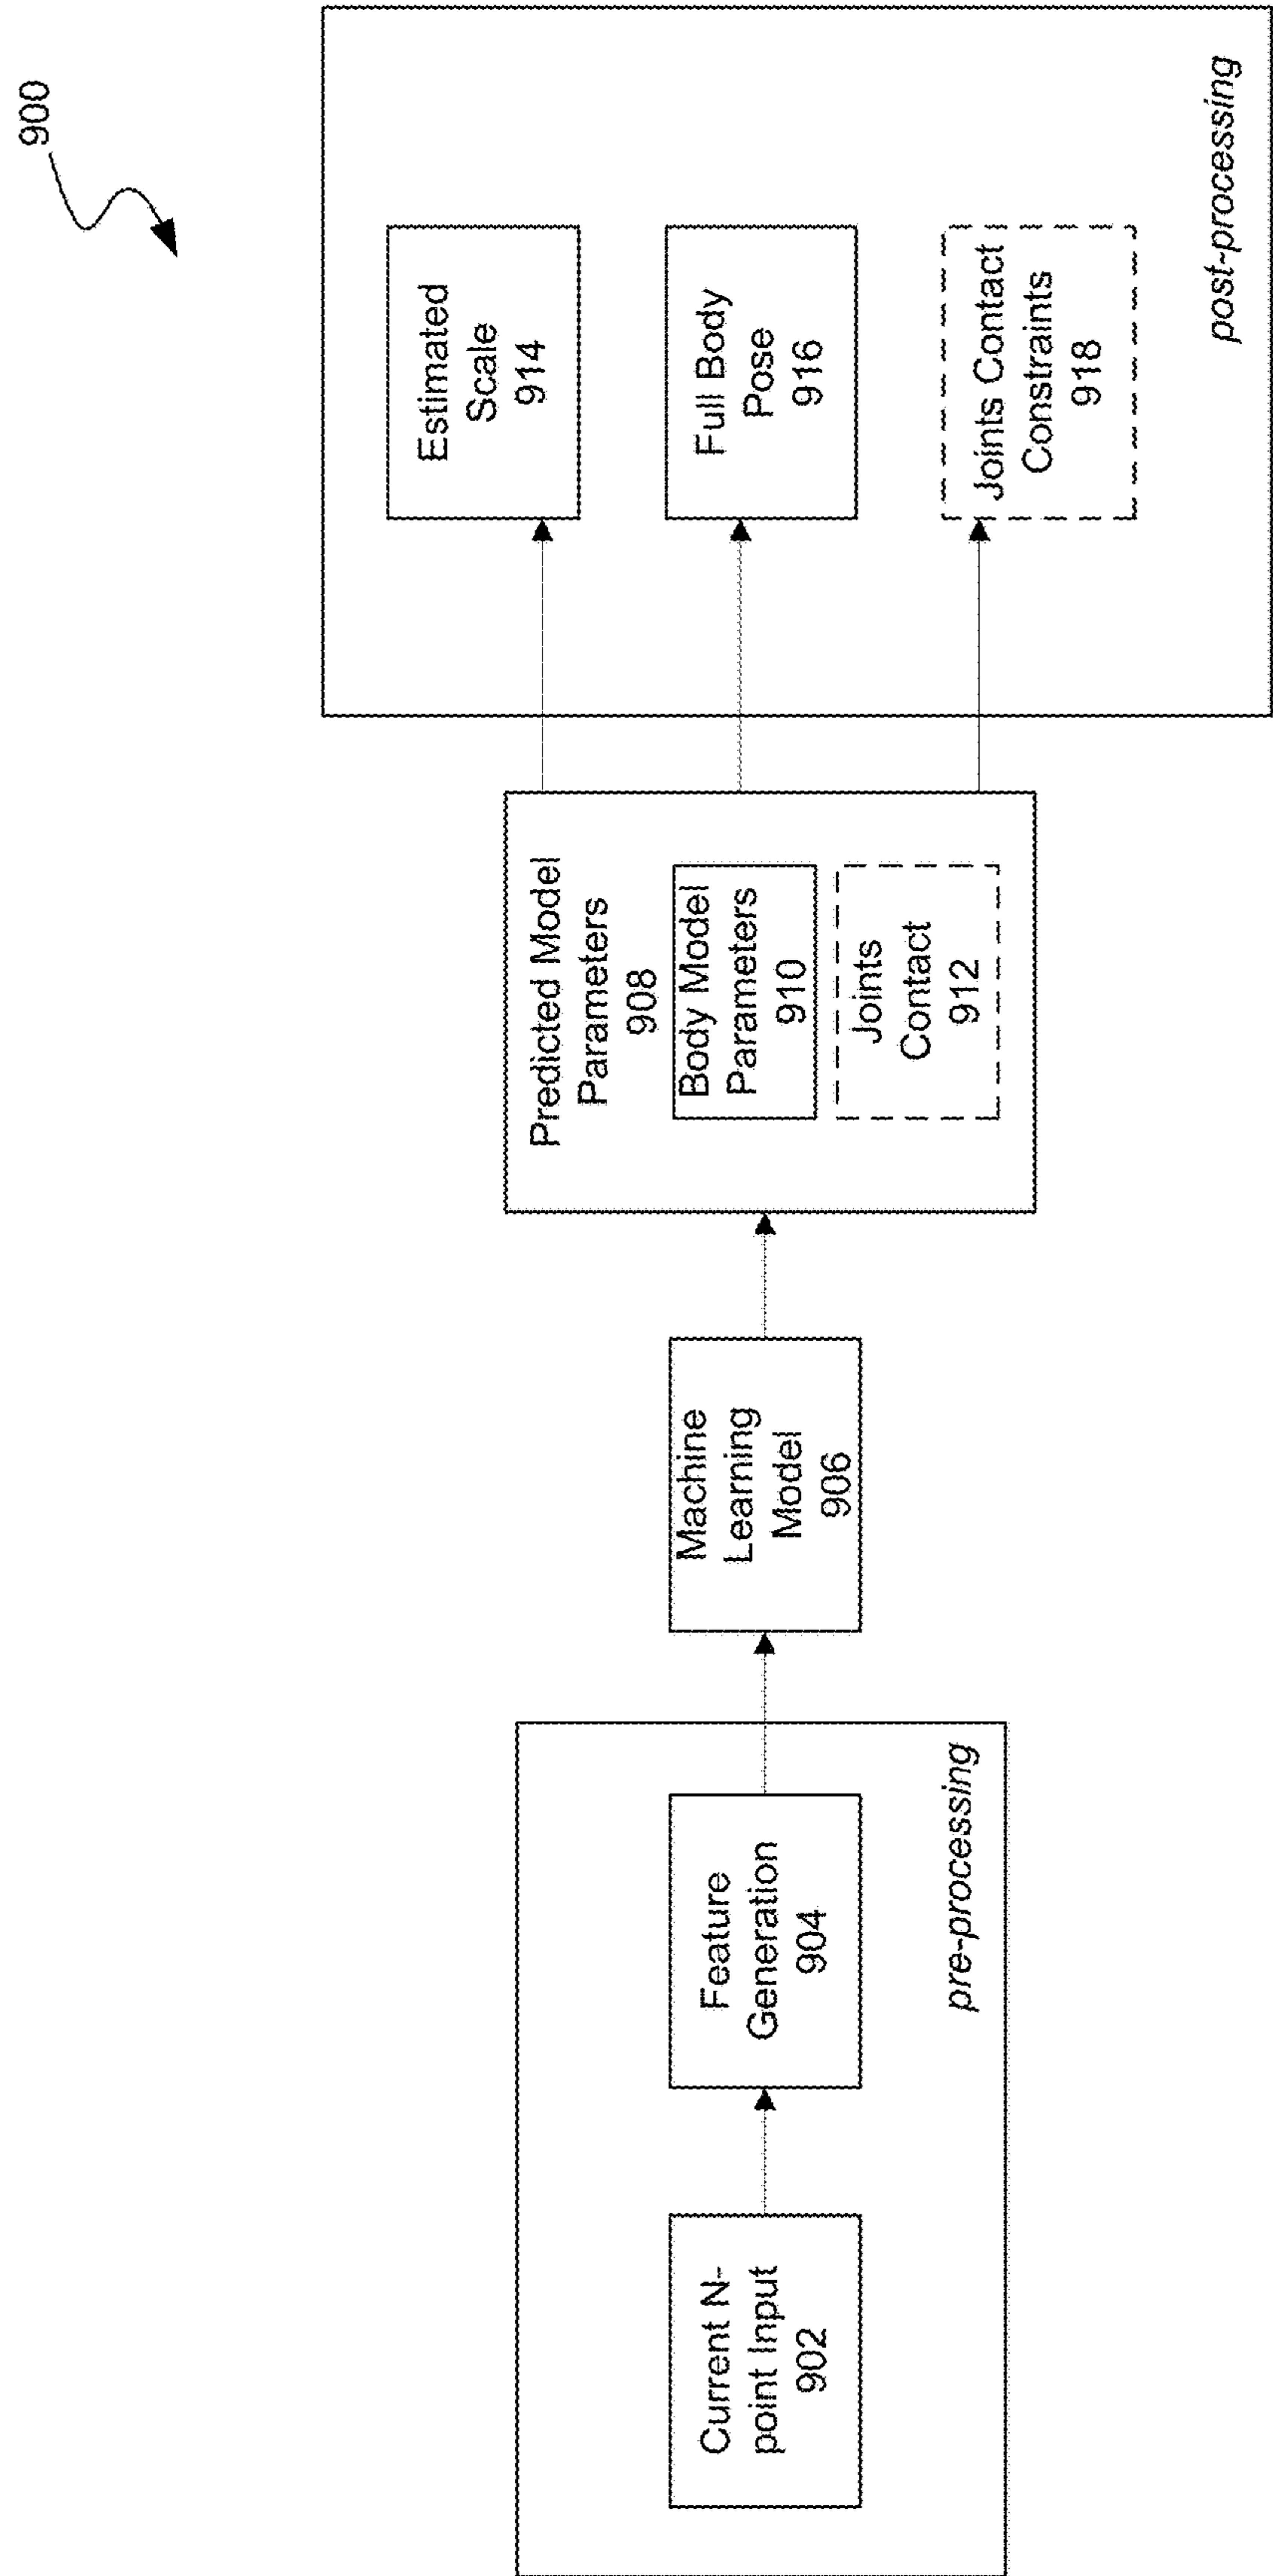 900
Current N-
point Input
902
Feature
Generation
904
pre-processing
Machine
Learning
Model
906
Predicted Model
Parameters
908
Body Model
Parameters
910
Joints
Contact
912
Estimated
Scale
914
Full Body
Pose
916
Joints Contact
Constraints
918
post-processing